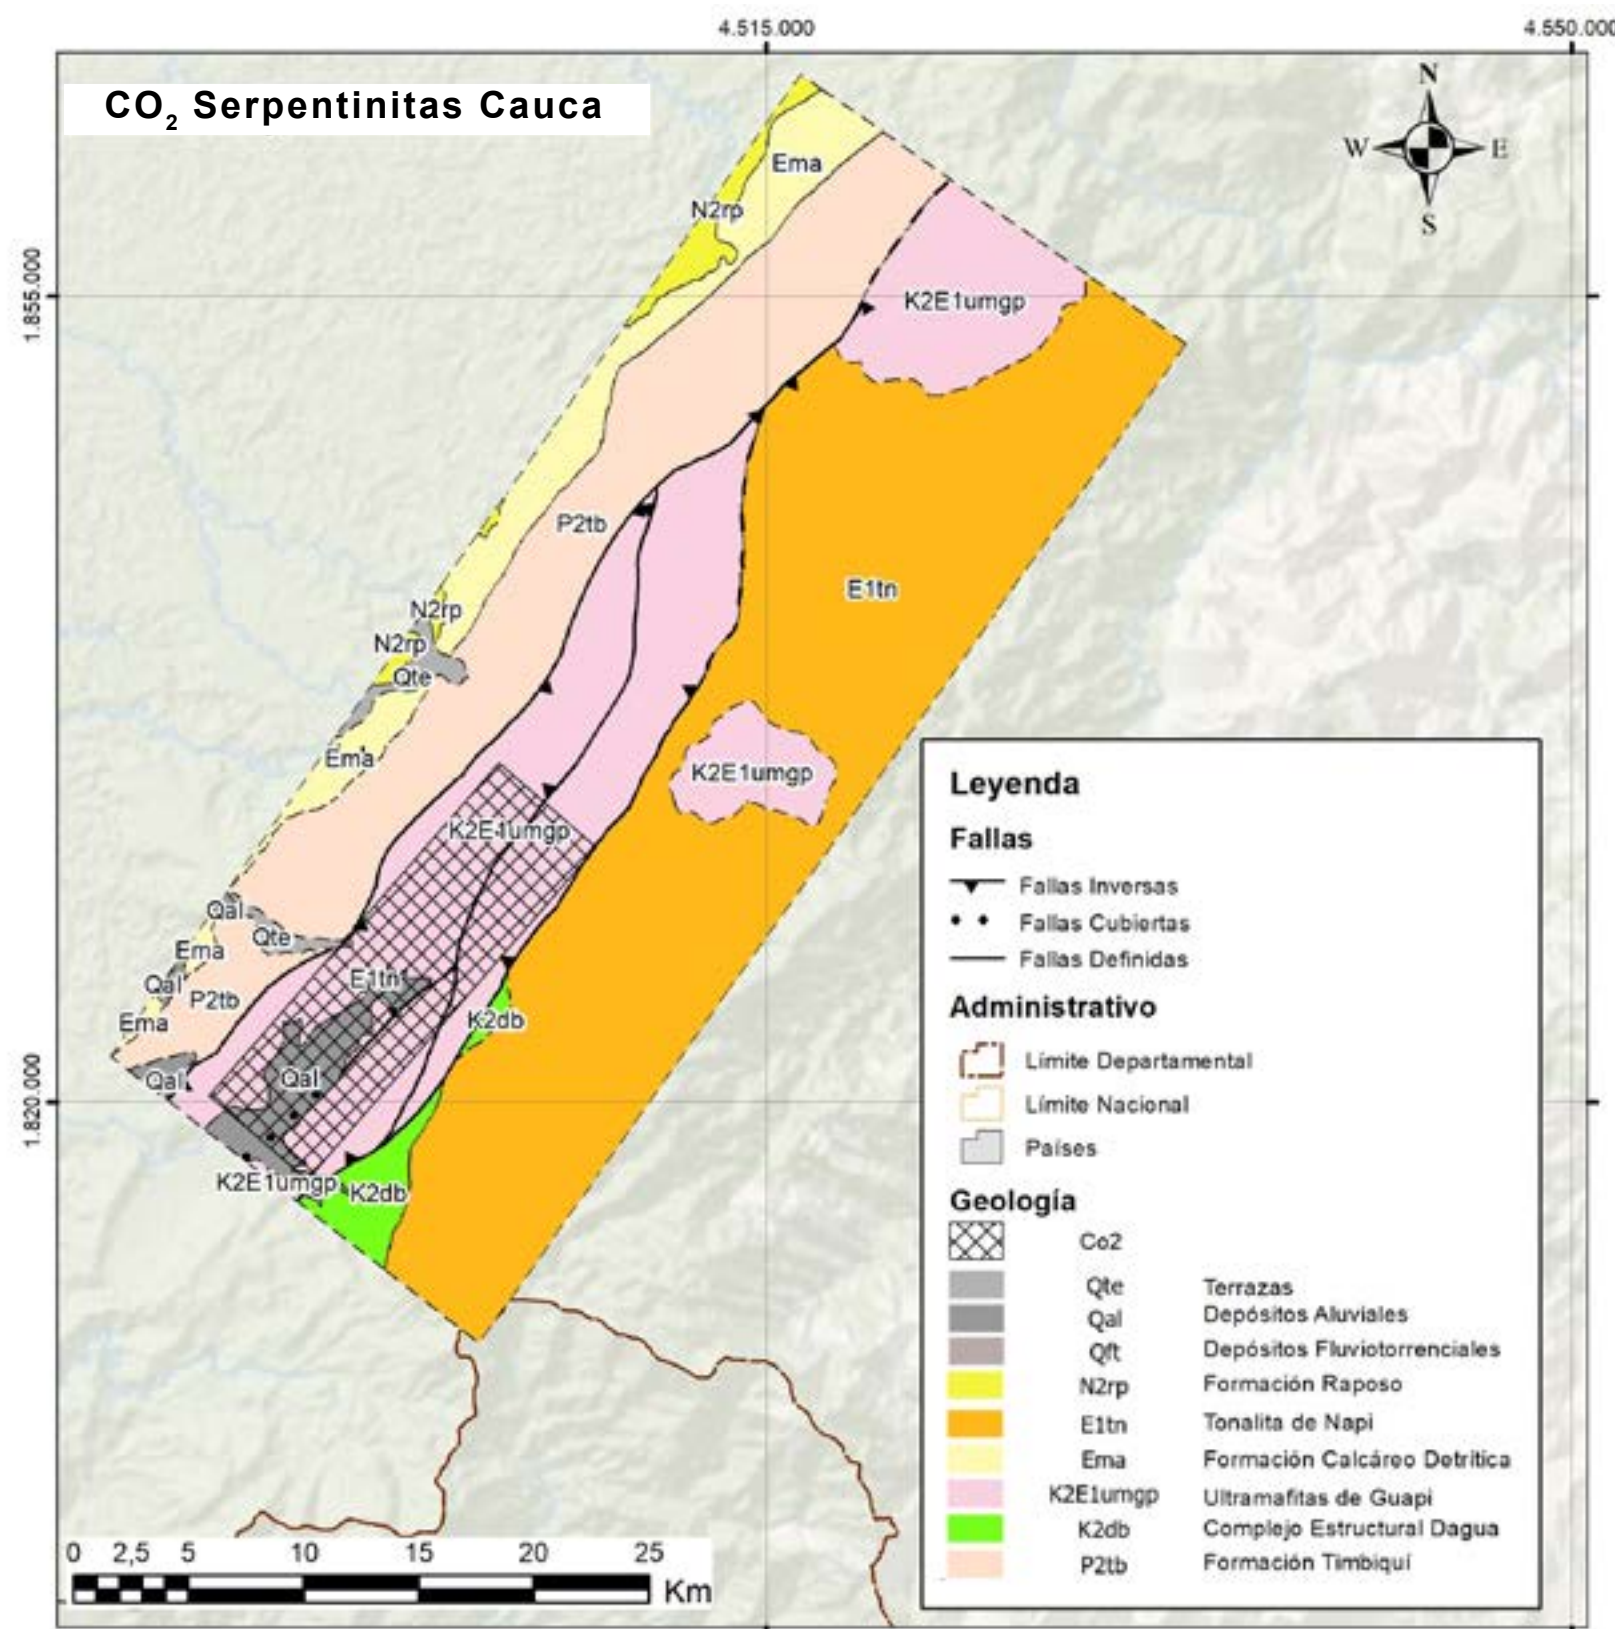 4.515.000
4.550.000
CO2 Serpentinitas Cauca
N
W
E
S
1.855.000
1.820.000
Ema
N2rp
K2E1umgp
P2tb
E1tn
N2rp
N2rp
Qte
Ema
K2E1umgp
K2E1umgp
Qal
Qte
Ema
E1tn
Qal
P2tb
Ema
K2db
Qal
Qal
K2E1umgp
K2db
Leyenda
Fallas
Fallas Inversas
Fallas Cubiertas
Fallas Definidas
Administrativo
Límite Departamental
Límite Nacional
Países
Geología
Co2
Qte Terrazas
Qal Depósitos Aluviales
Qft Depósitos Fluviotorrenciales
N2rp Formación Raposo
E1tn Tonalita de Napi
Ema Formación Calcáreo Detrítica
K2E1umgp Ultramafitas de Guapi
K2db Complejo Estructural Dagua
P2tb Formación Timbiquí
0 2,5 5 10 15 20 25
Km